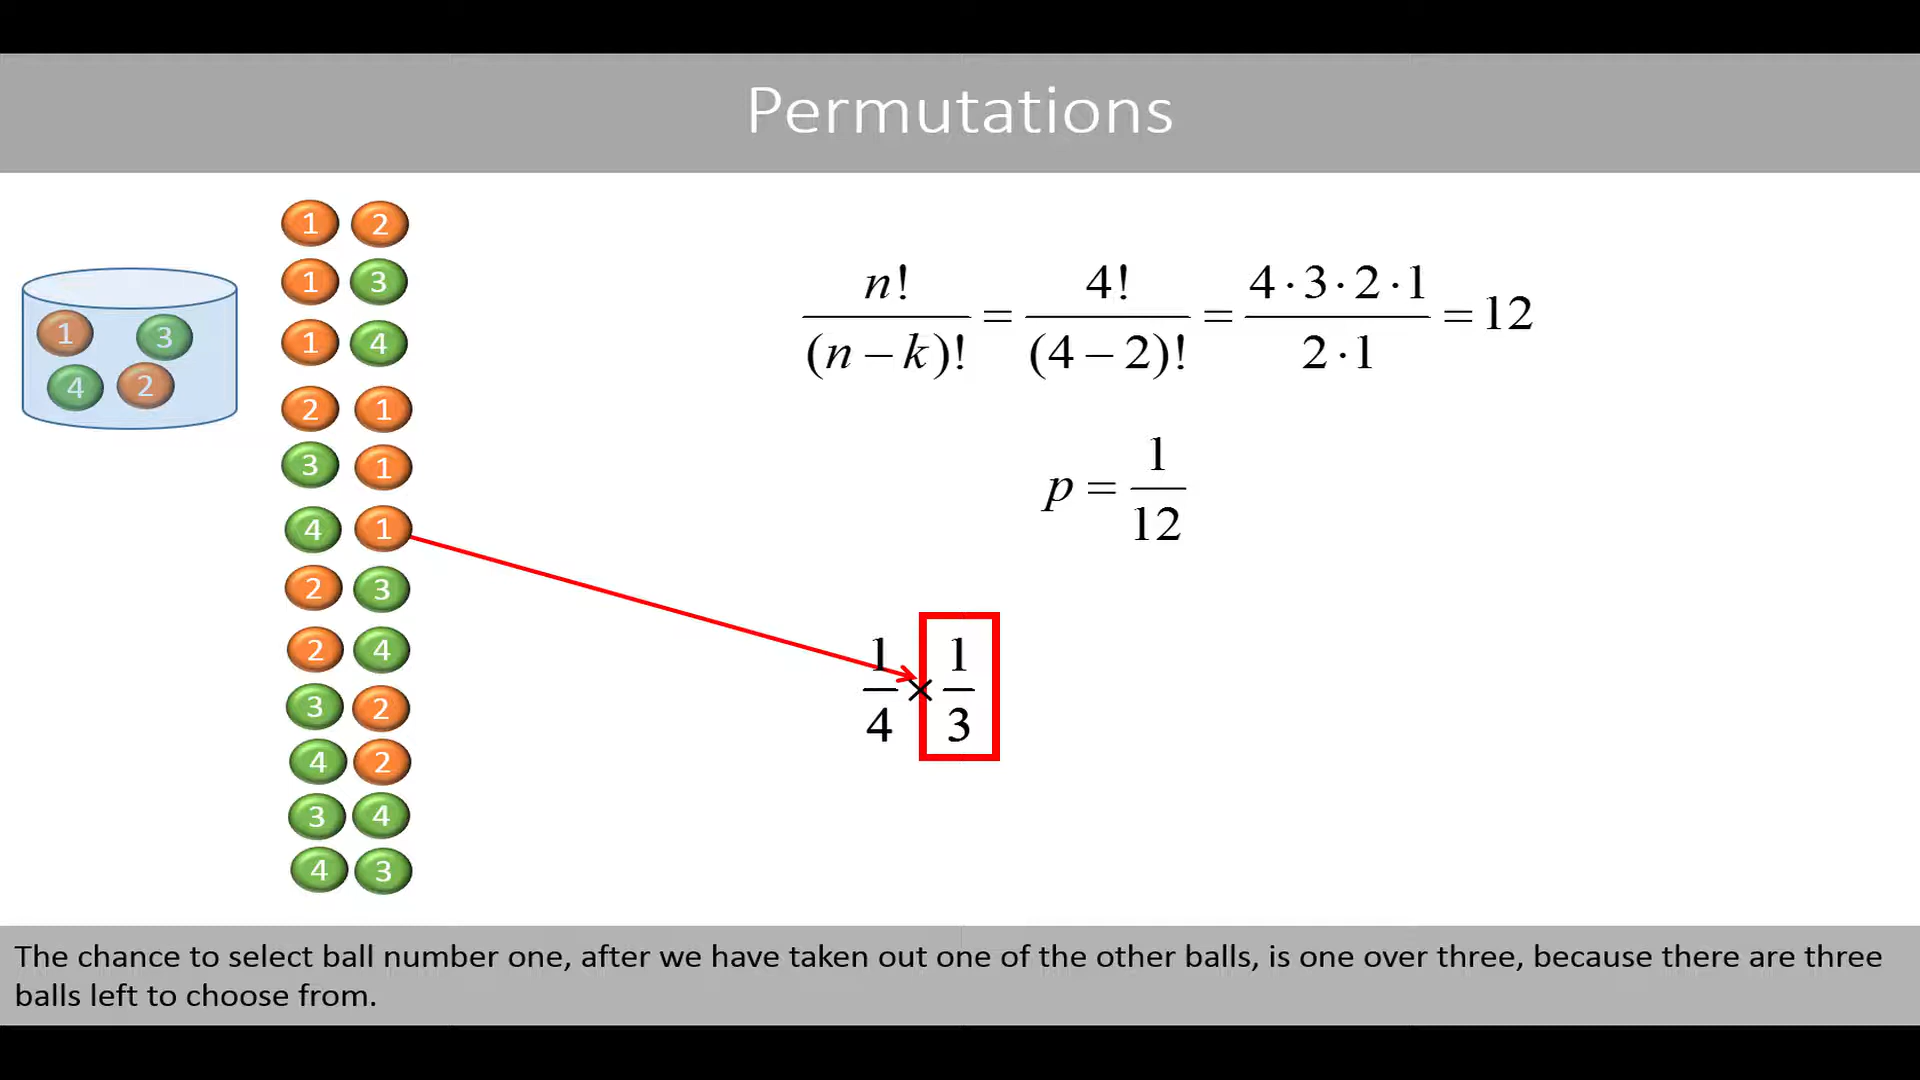 Permutations
1 2
1 3
1 4
2 1
3 1
4 1
2 3
2 4
3 2
4 2
3 4
4 3
1 3
4 2
n!/(n − k)! = 4!/(4 − 2)! = 4·3·2·1/2·1 = 12
p = 1/12
1/4 × 1/3
The chance to select ball number one, after we have taken out one of the other balls, is one over three, because there are three
balls left to choose from.